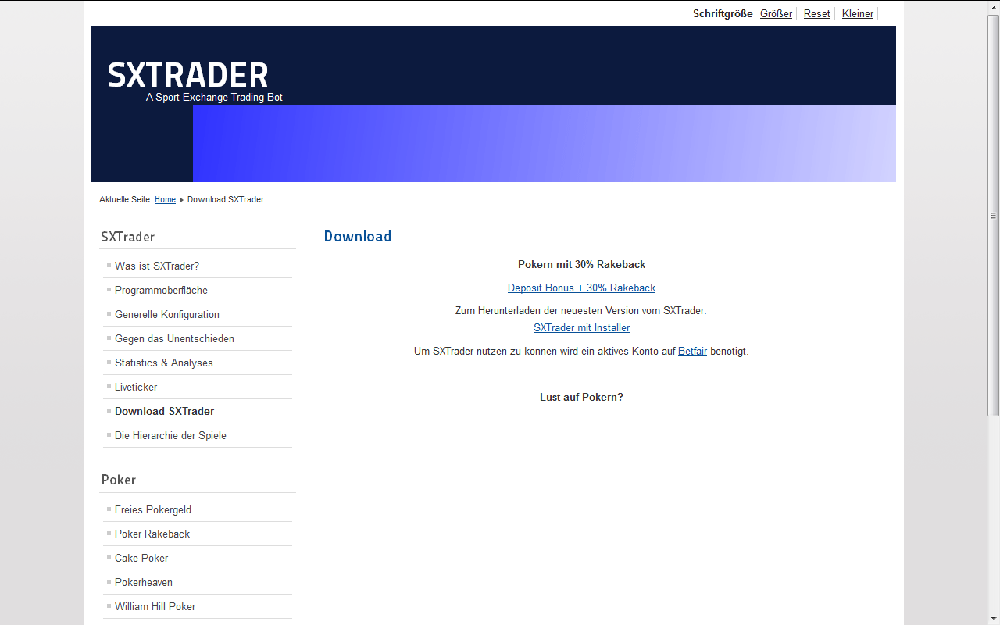 Schriftgröße Größer Reset Kleiner
SXTRADER
A Sport Exchange Trading Bot
Aktuelle Seite: Home Download SXTrader
SXTrader
Was ist SXTrader?
Programmoberfläche
Generelle Konfiguration
Gegen das Unentschieden
Statistics & Analyses
Liveticker
Download SXTrader
Die Hierarchie der Spiele
Poker
Freies Pokergeld
Poker Rakeback
Cake Poker
Pokerheaven
William Hill Poker
Download
Pokern mit 30% Rakeback
Deposit Bonus + 30% Rakeback
Zum Herunterladen der neuesten Version vom SXTrader:
SXTrader mit Installer
Um SXTrader nutzen zu können wird ein aktives Konto auf Betfair benötigt.
Lust auf Pokern?